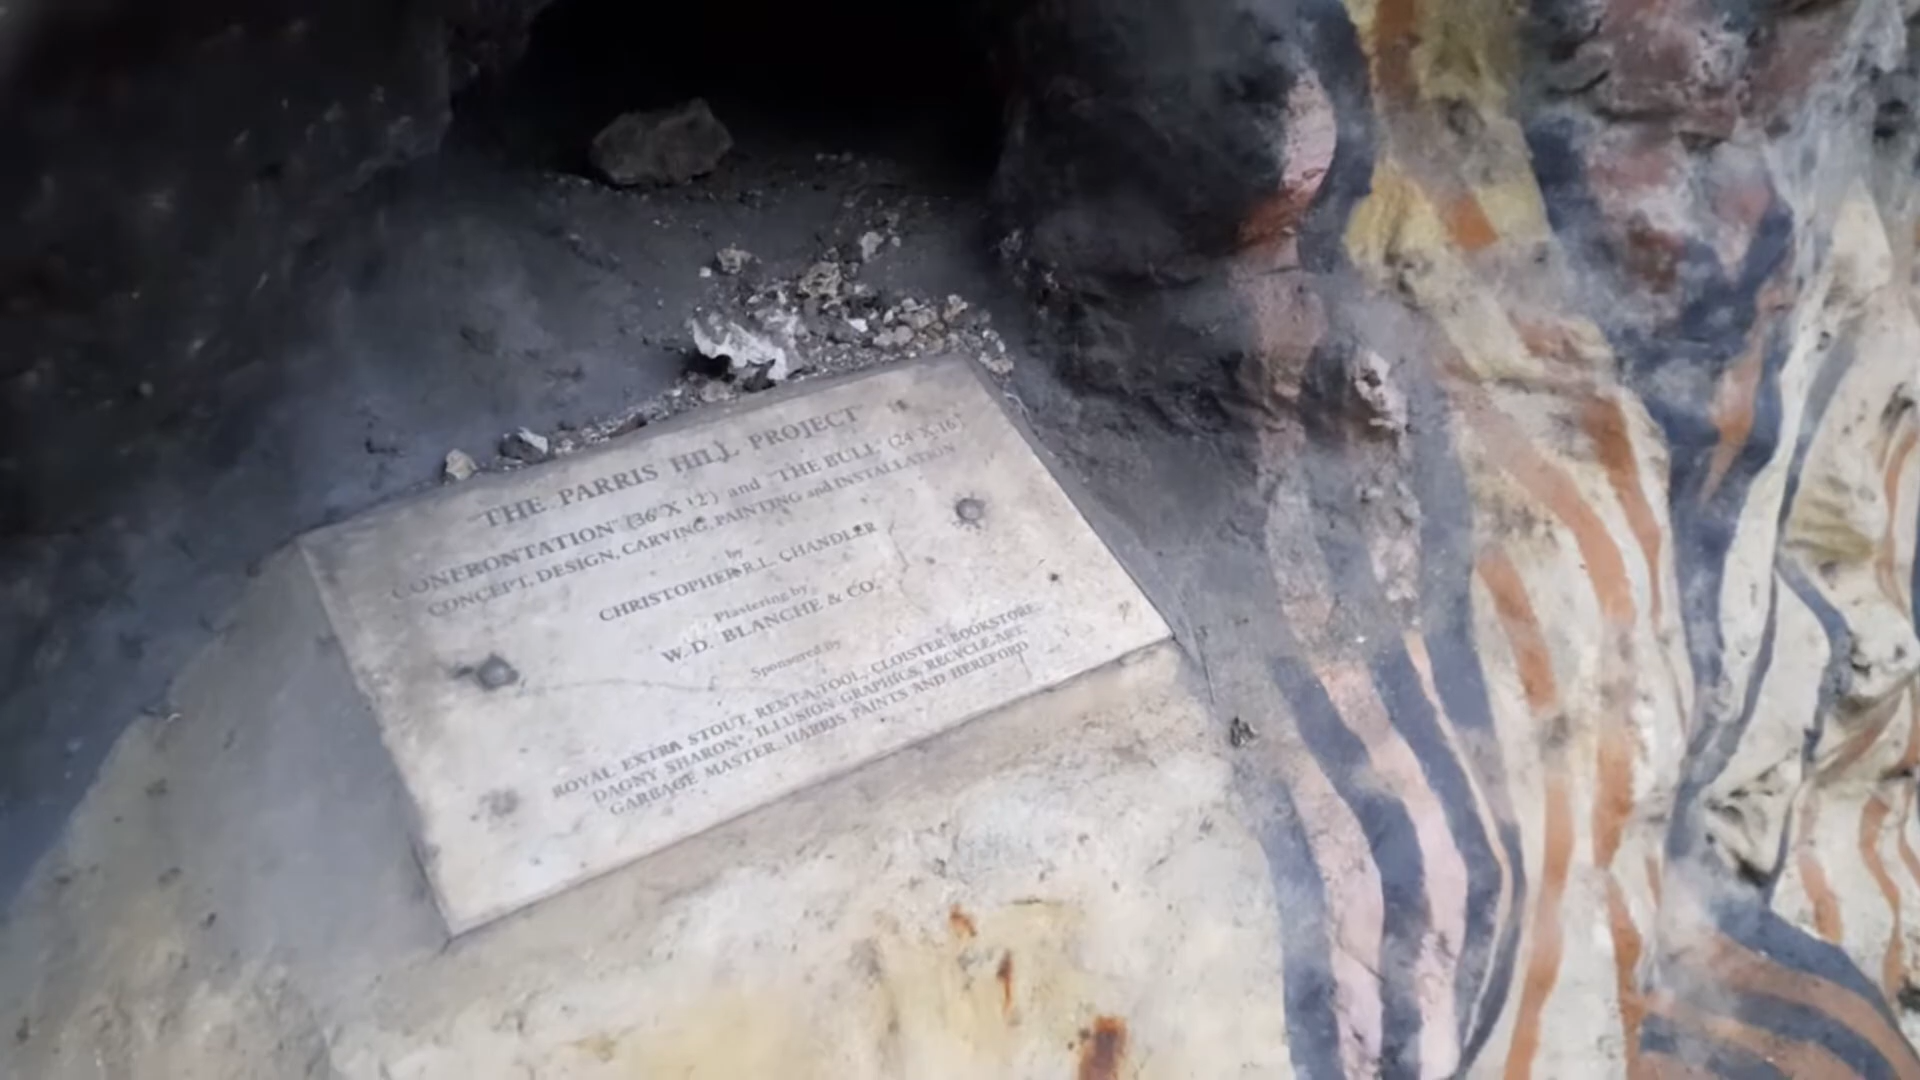 THE PARRIS HILL PROJECT
CONFRONTATION" (36' X 12') and "THE BULL" (24' X 16')
CONCEPT, DESIGN, CARVING, PAINTING and INSTALLATION
by
CHRISTOPHER R.L. CHANDLER
Plastering by
W. D. BLANCHE & CO.
Sponsored by
ROYAL EXTRA STOUT, RENT-A-TOOL, CLOISTER BOOKSTORE,
DAGNY SHARON', ILLUSION GRAPHICS, RECYCLE-ART,
GARBAGE MASTER, HARRIS PAINTS AND HEREFORD